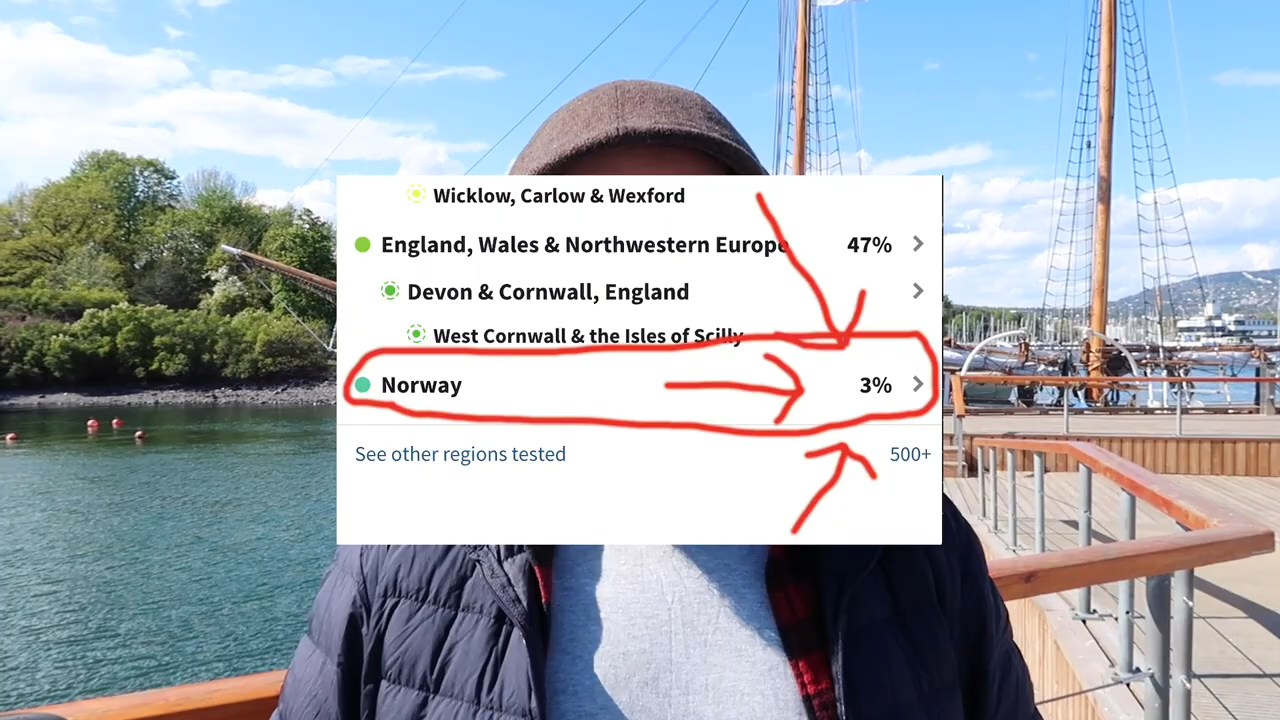 Wicklow, Carlow & Wexford
England, Wales & Northwestern Europe 47%
Devon & Cornwall, England
West Cornwall & the Isles of Scilly
Norway 3%
See other regions tested 500+